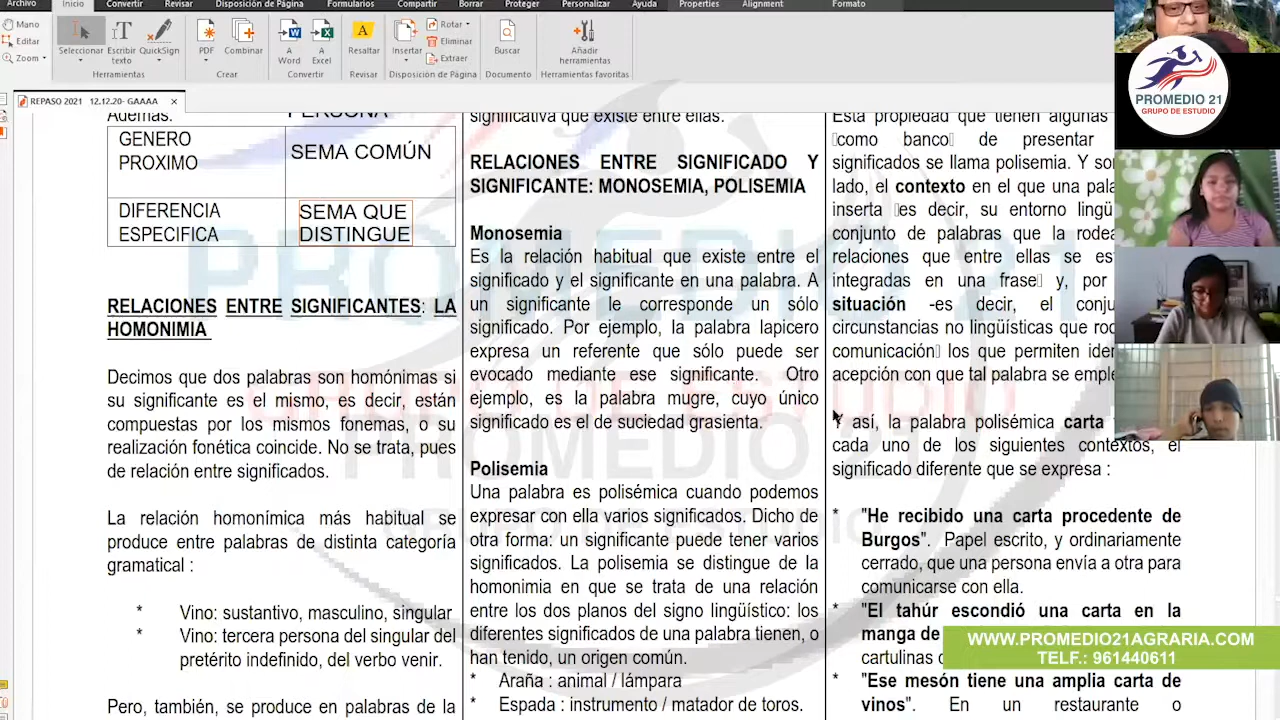 Archivo Inicio Convertir Revisar Disposición de Página Formularios Compartir Borrar Proteger Personalizar Ayuda Properties Alignment Formato
Mano
Editar
Zoom
Seleccionar
Escribir texto
QuickSign
Herramientas
PDF
Combinar
Crear
A Word
A Excel
Convertir
Resaltar
Revisar
Insertar
Rotar
Eliminar
Extraer
Disposición de Página
Buscar
Documento
Añadir herramientas
Herramientas favoritas
REPASO 2021 12.12.20- GAAAA
Además: PERSONA
GENERO
PROXIMO
SEMA COMÚN
DIFERENCIA
ESPECIFICA
SEMA QUE
DISTINGUE
RELACIONES ENTRE SIGNIFICANTES: LA
HOMONIMIA
Decimos que dos palabras son homónimas si
su significante es el mismo, es decir, están
compuestas por los mismos fonemas, o su
realización fonética coincide. No se trata, pues
de relación entre significados.
La relación homonímica más habitual se
produce entre palabras de distinta categoría
gramatical :
* Vino: sustantivo, masculino, singular
* Vino: tercera persona del singular del
pretérito indefinido, del verbo venir.
Pero, también, se produce en palabras de la
significativa que existe entre ellas.
RELACIONES ENTRE SIGNIFICADO Y
SIGNIFICANTE: MONOSEMIA, POLISEMIA
Monosemia
Es la relación habitual que existe entre el
significado y el significante en una palabra. A
un significante le corresponde un sólo
significado. Por ejemplo, la palabra lapicero
expresa un referente que sólo puede ser
evocado mediante ese significante. Otro
ejemplo, es la palabra mugre, cuyo único
significado es el de suciedad grasienta.
Polisemia
Una palabra es polisémica cuando podemos
expresar con ella varios significados. Dicho de
otra forma: un significante puede tener varios
significados. La polisemia se distingue de la
homonimia en que se trata de una relación
entre los dos planos del signo lingüístico: los
diferentes significados de una palabra tienen, o
han tenido, un origen común.
* Araña : animal / lámpara
* Espada : instrumento / matador de toros.
Esta propiedad que tienen algunas
como banco de presentar
significados se llama polisemia. Y
lado, el contexto en el que una
inserta es decir, su entorno
conjunto de palabras que la
relaciones que entre ellas se
integradas en una frase y, por
situación -es decir, el
circunstancias no lingüísticas que
comunicación los que permiten
acepción con que tal palabra se
Y así, la palabra polisémica carta
cada uno de los siguientes contextos, el
significado diferente que se expresa :
* "He recibido una carta procedente de
Burgos". Papel escrito, y ordinariamente
cerrado, que una persona envía a otra para
comunicarse con ella.
* "El tahúr escondió una carta en la
manga de
cartulinas
* "Ese mesón tiene una amplia carta de
vinos". En un restaurante o
PROMEDIO 21
GRUPO DE ESTUDIO
WWW.PROMEDIO21AGRARIA.COM
TELF.: 961440611